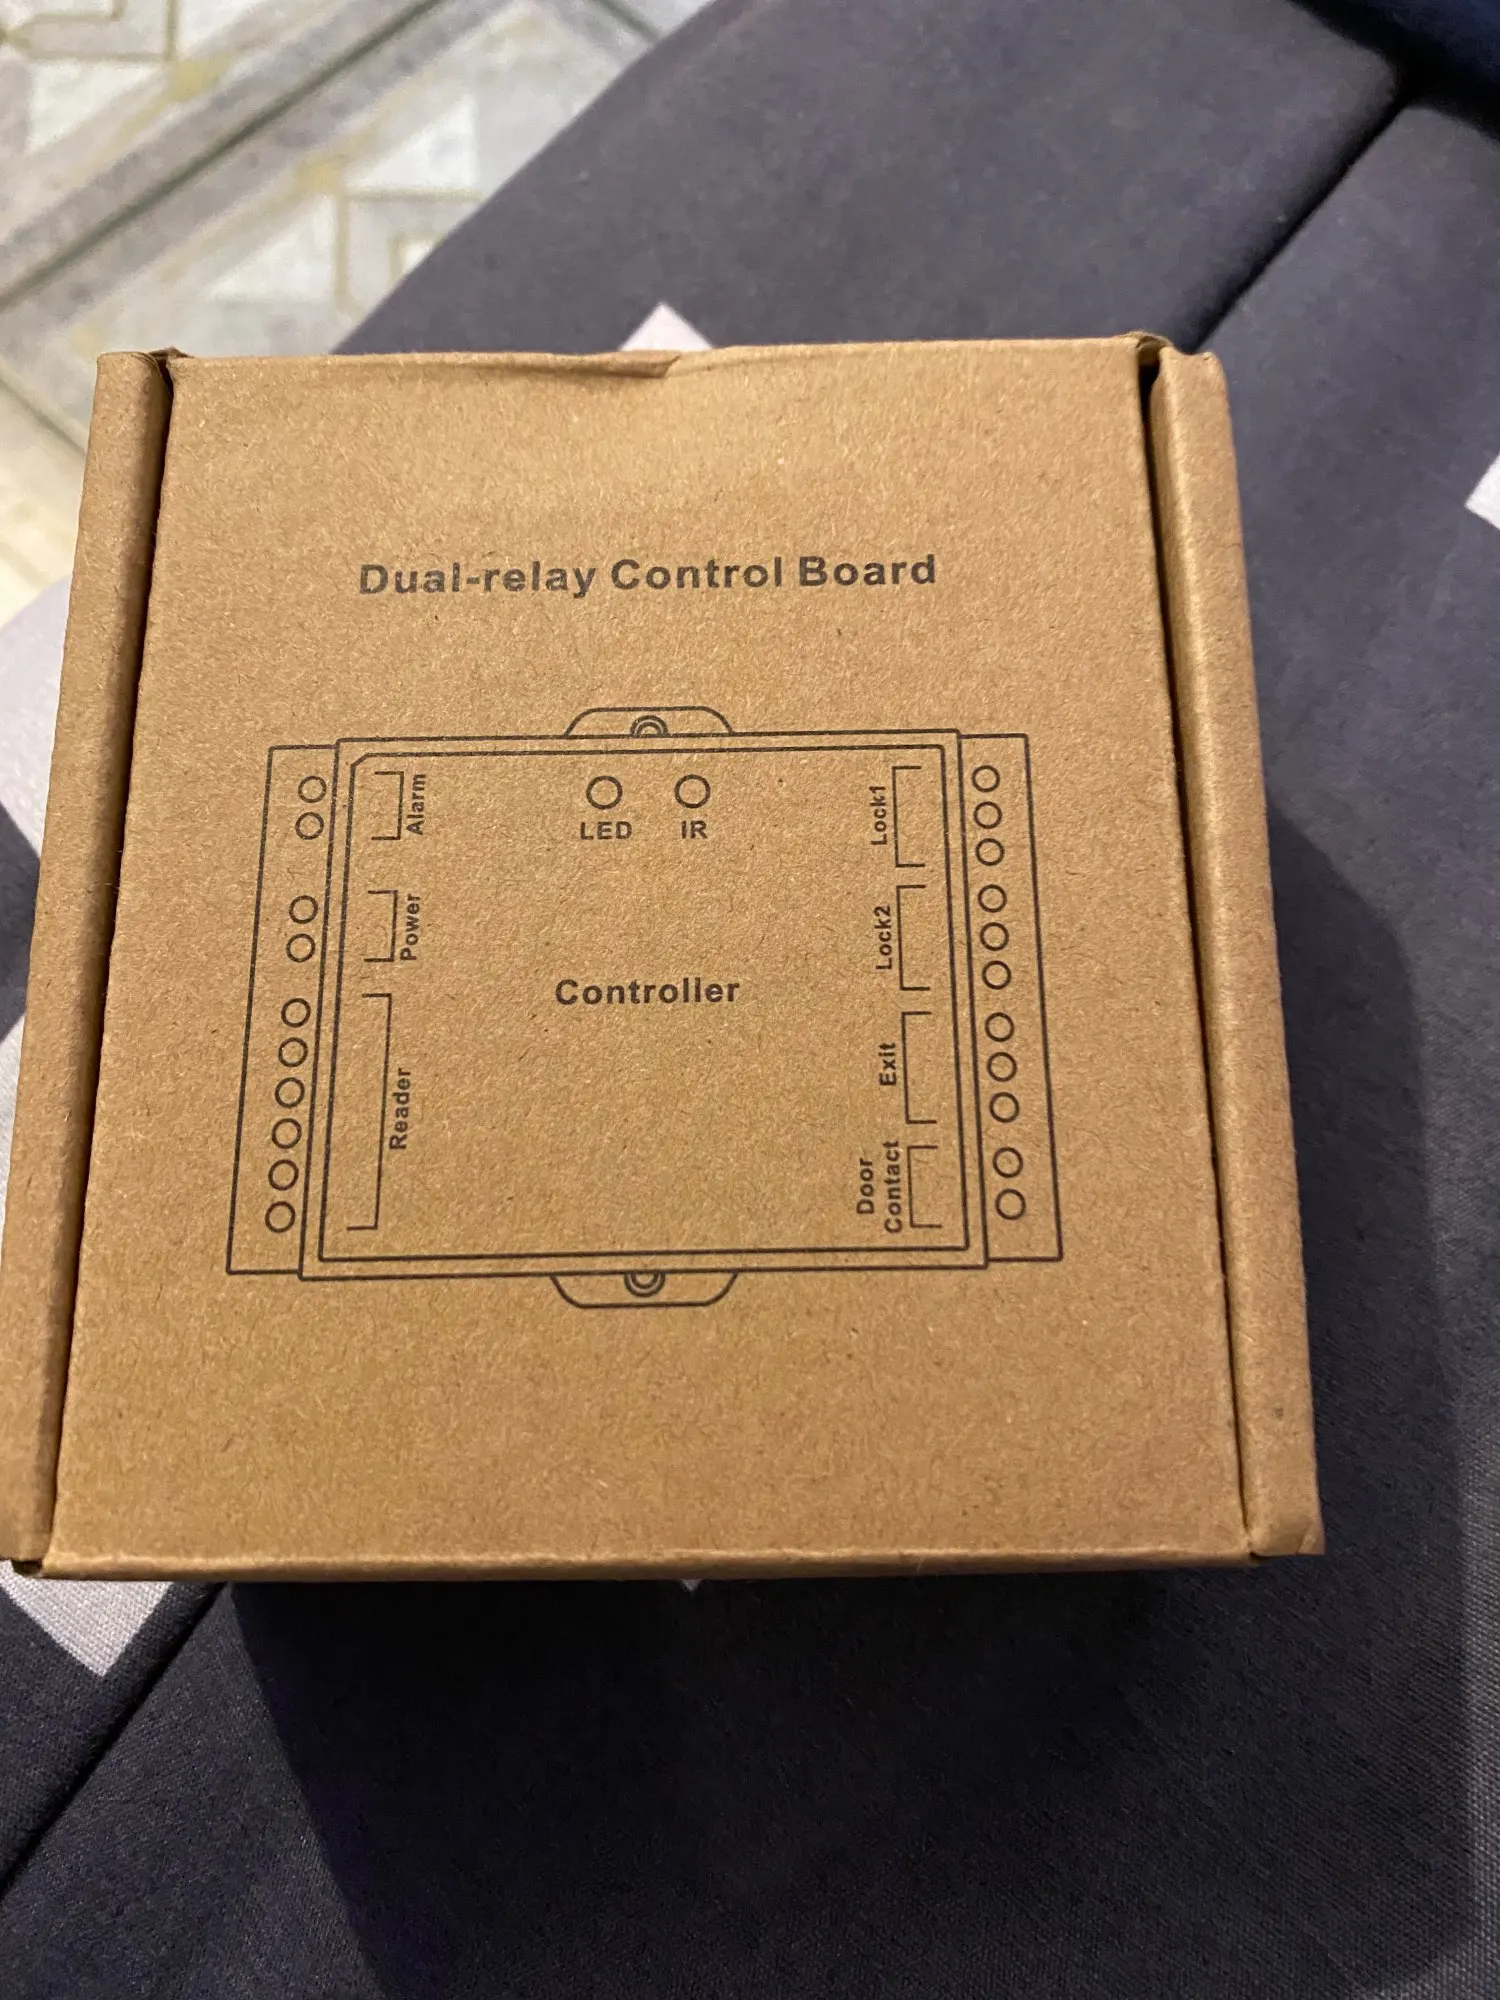 Dual-relay Control Board
Alarm
LED
IR
Lock1
Power
Lock2
Controller
Reader
Exit
Door
Contact